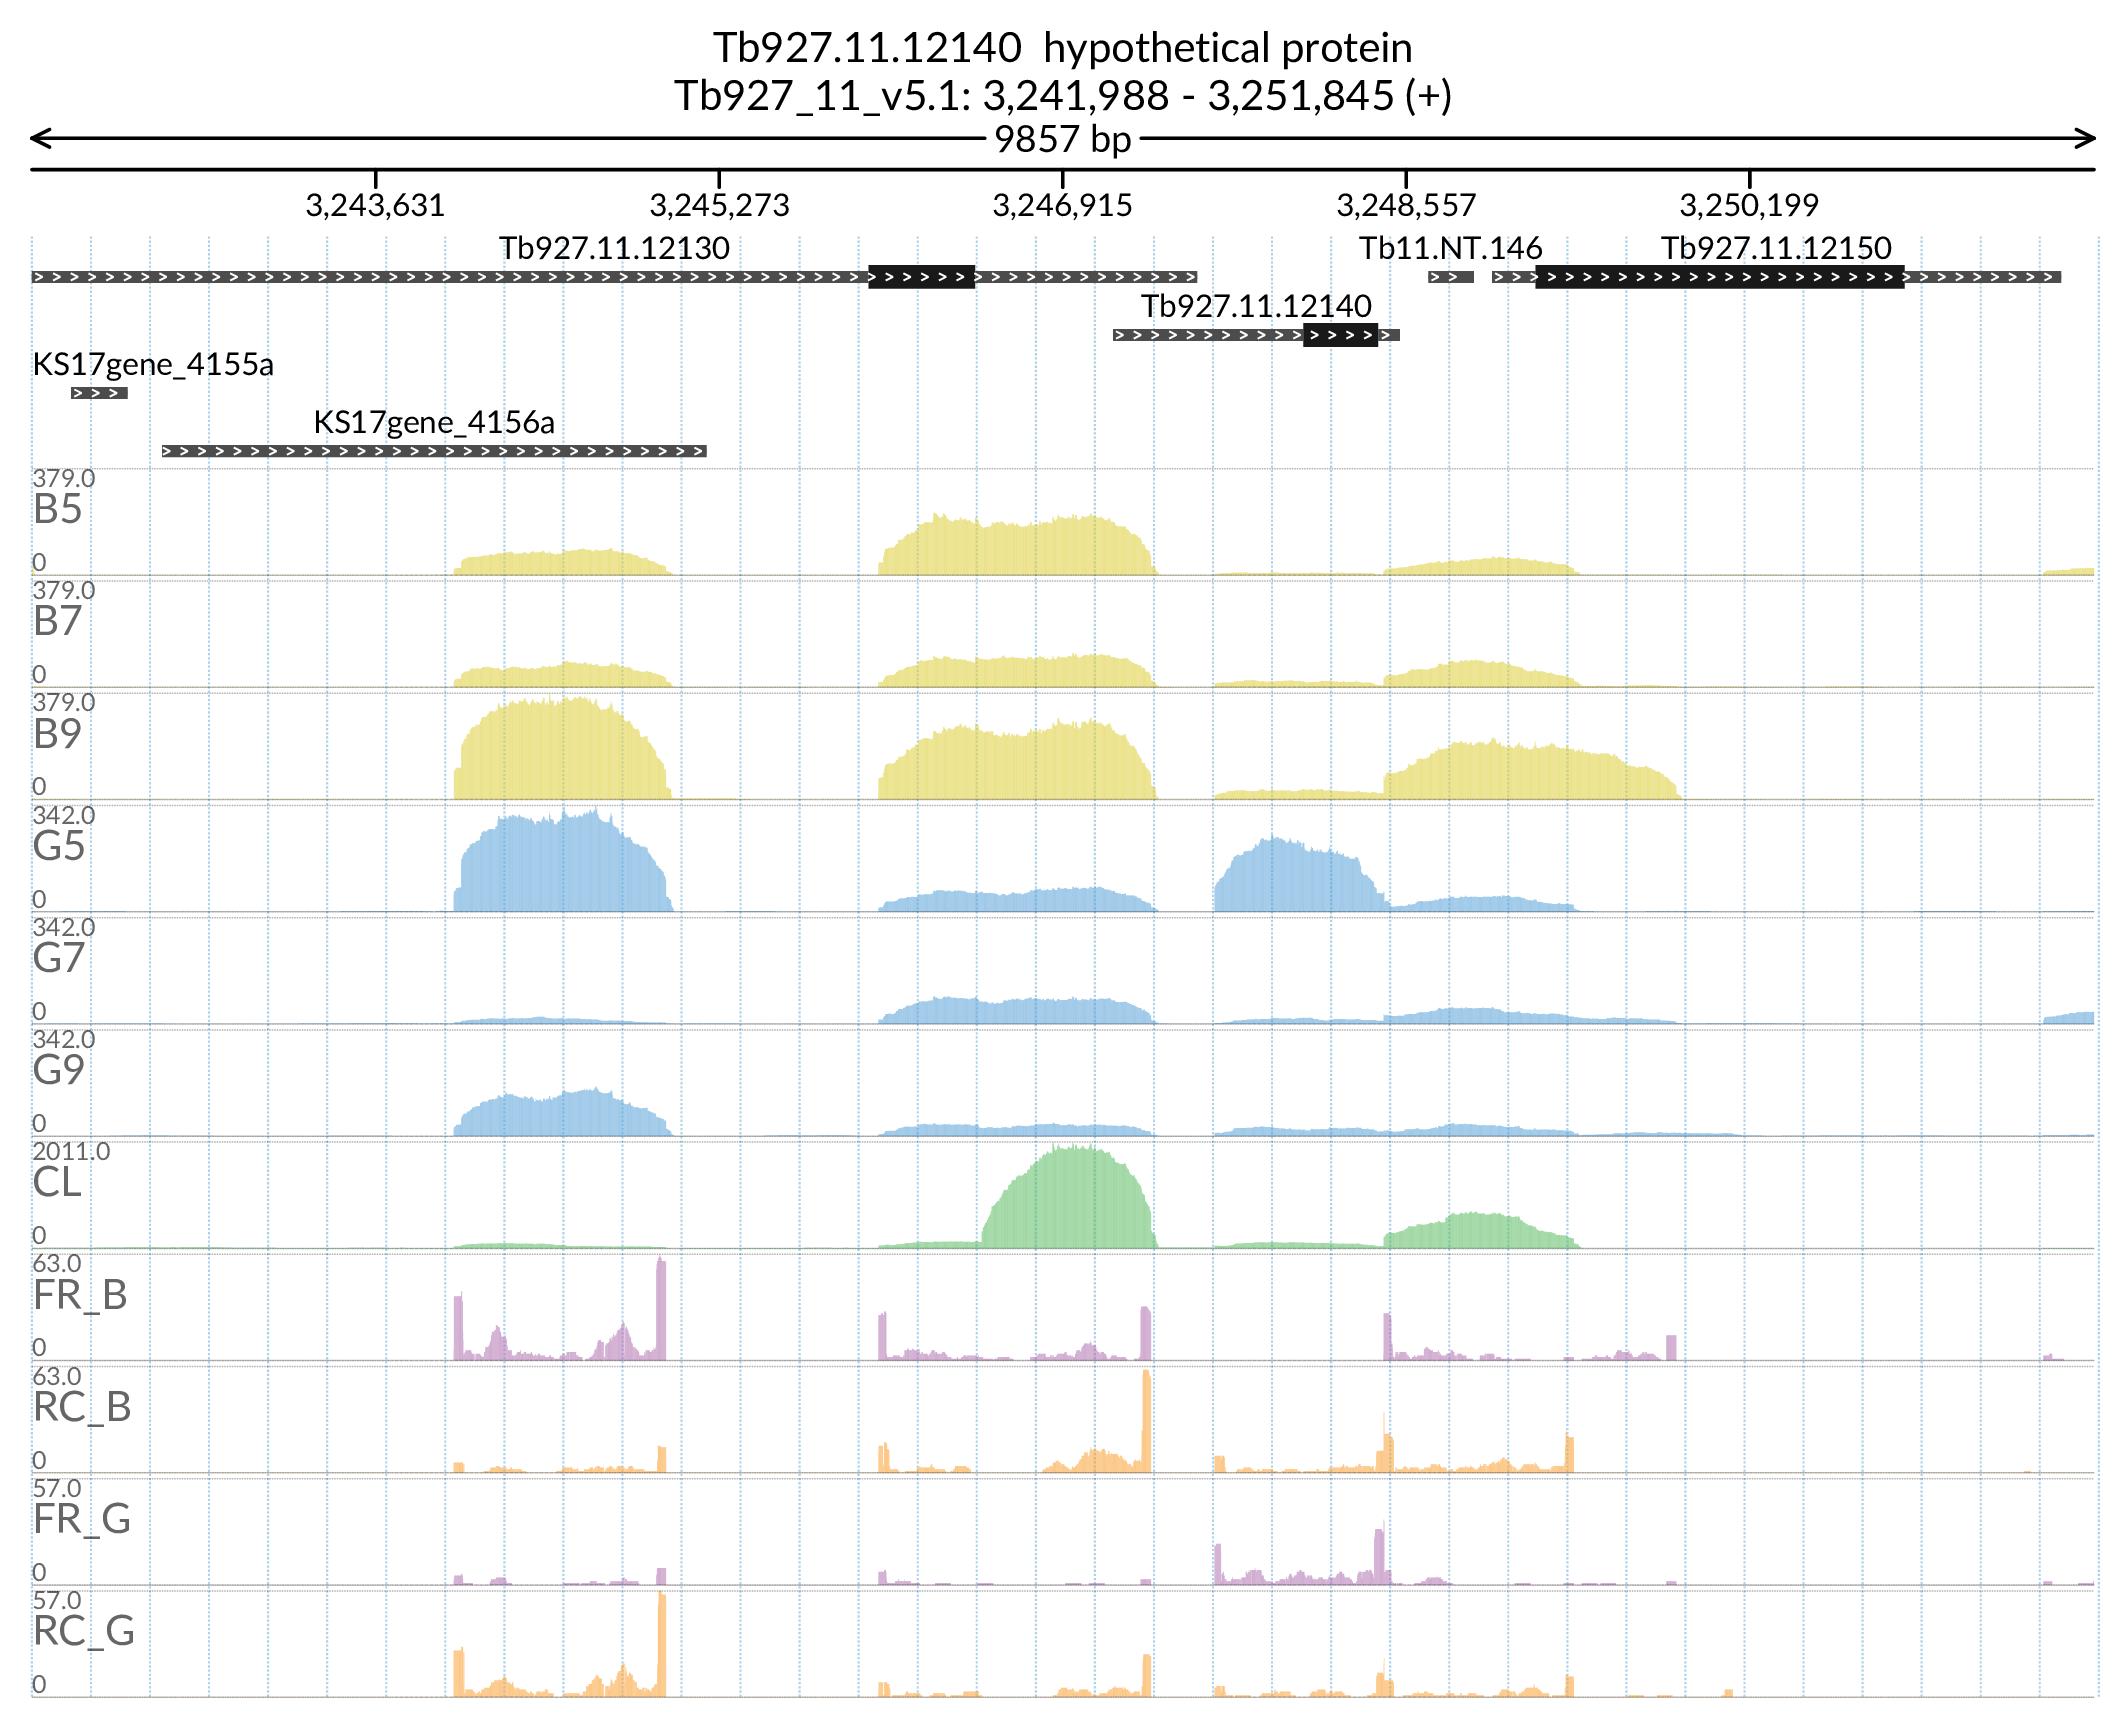 Tb927.11.12140  hypothetical protein
Tb927_11_v5.1: 3,241,988 - 3,251,845 (+)
9857 bp
3,243,631 3,245,273 3,246,915 3,248,557 3,250,199
Tb927.11.12130 Tb11.NT.146 Tb927.11.12150
Tb927.11.12140
KS17gene_4155a
KS17gene_4156a
379.0
B5
0
379.0
B7
0
379.0
B9
0
342.0
G5
0
342.0
G7
0
342.0
G9
0
2011.0
CL
0
63.0
FR_B
0
63.0
RC_B
0
57.0
FR_G
0
57.0
RC_G
0